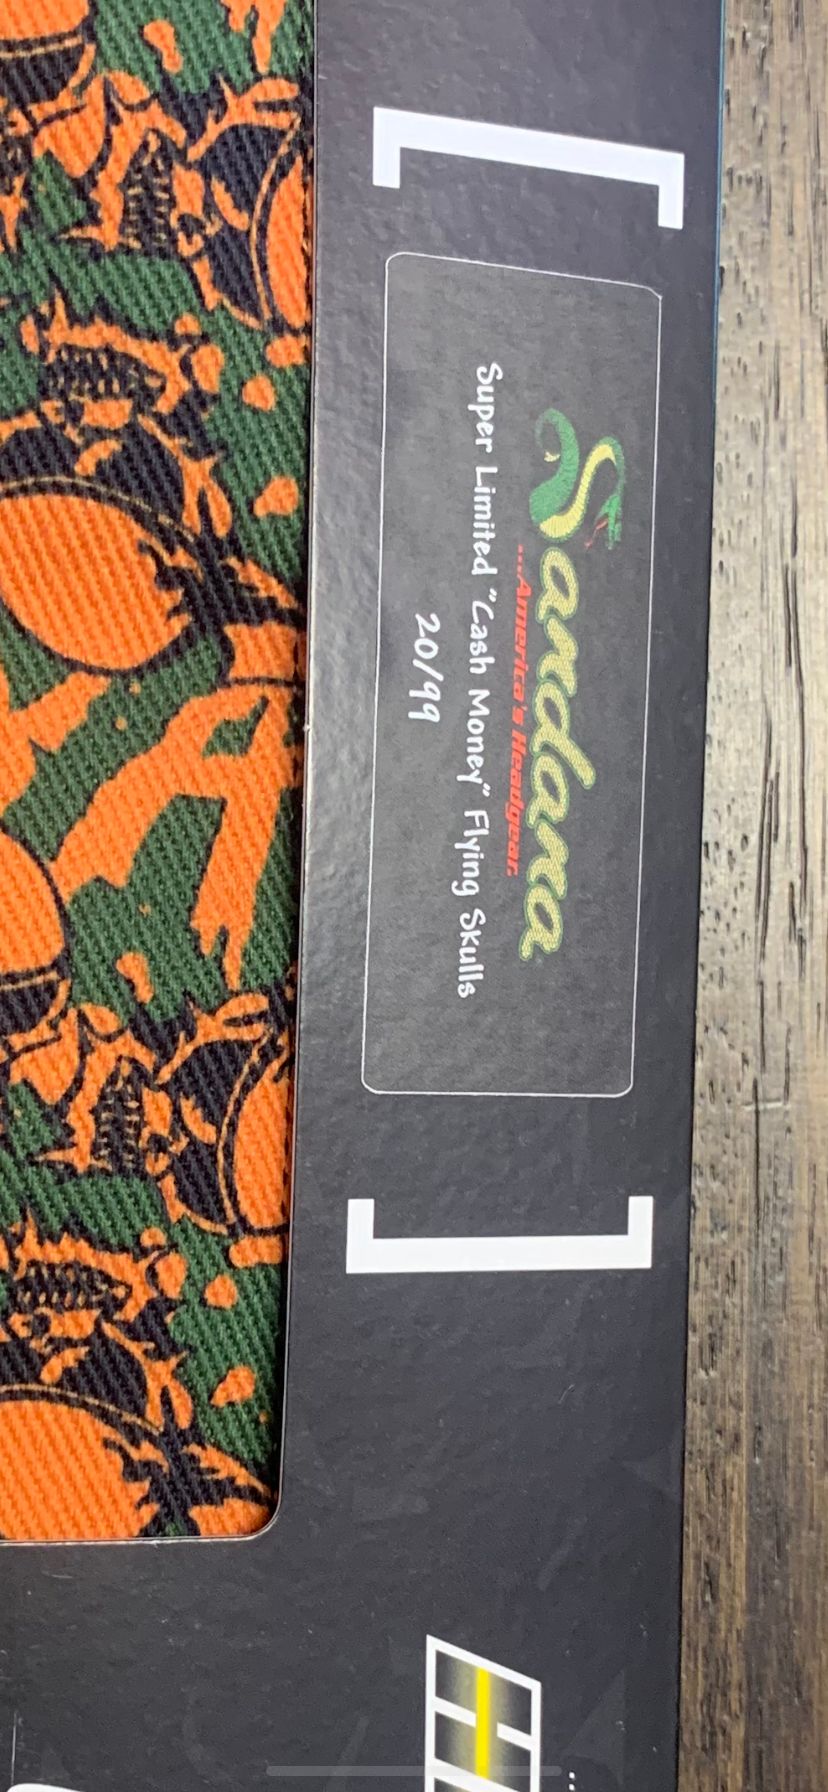 Sandana
...America's Headgear.
Super Limited "Cash Money" Flying Skulls
20/99